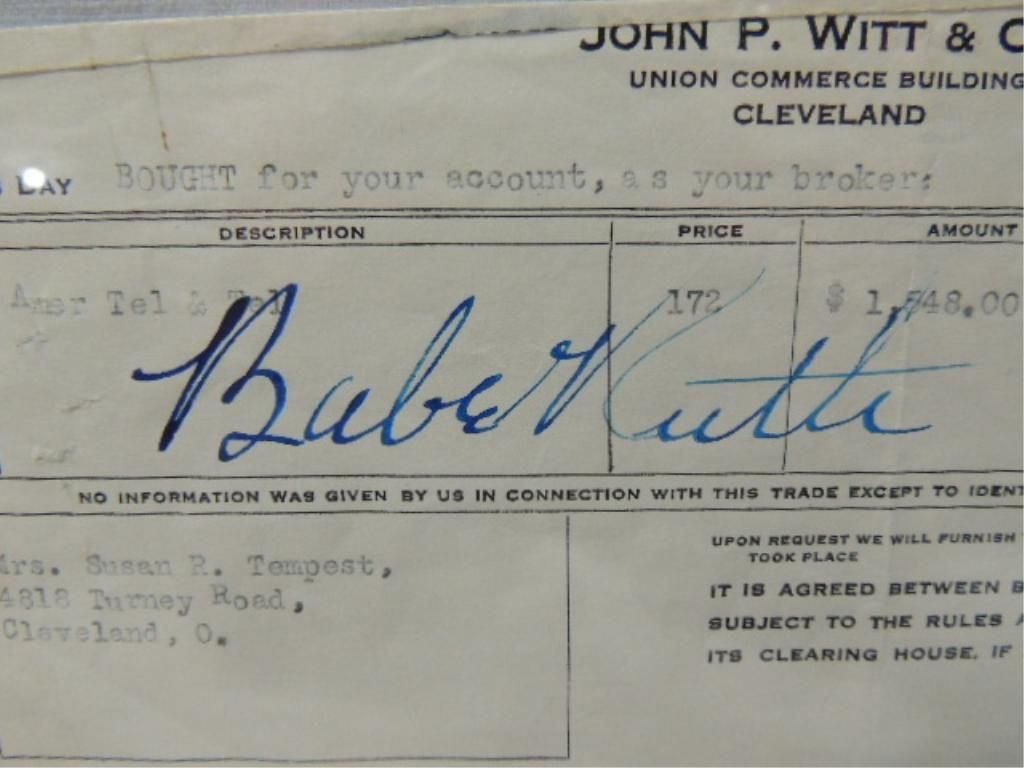 JOHN P. WITT & C
UNION COMMERCE BUILDING
CLEVELAND
DAY BOUGHT for your account, as your broker:
DESCRIPTION PRICE AMOUNT
Amer Tel & Tel 172 $ 1,548.00
Babe Ruth
NO INFORMATION WAS GIVEN BY US IN CONNECTION WITH THIS TRADE EXCEPT TO IDENT
Mrs. Susan R. Tempest,
4818 Turney Road,
Cleveland, O.
UPON REQUEST WE WILL FURNISH
TOOK PLACE
IT IS AGREED BETWEEN B
SUBJECT TO THE RULES A
ITS CLEARING HOUSE, IF